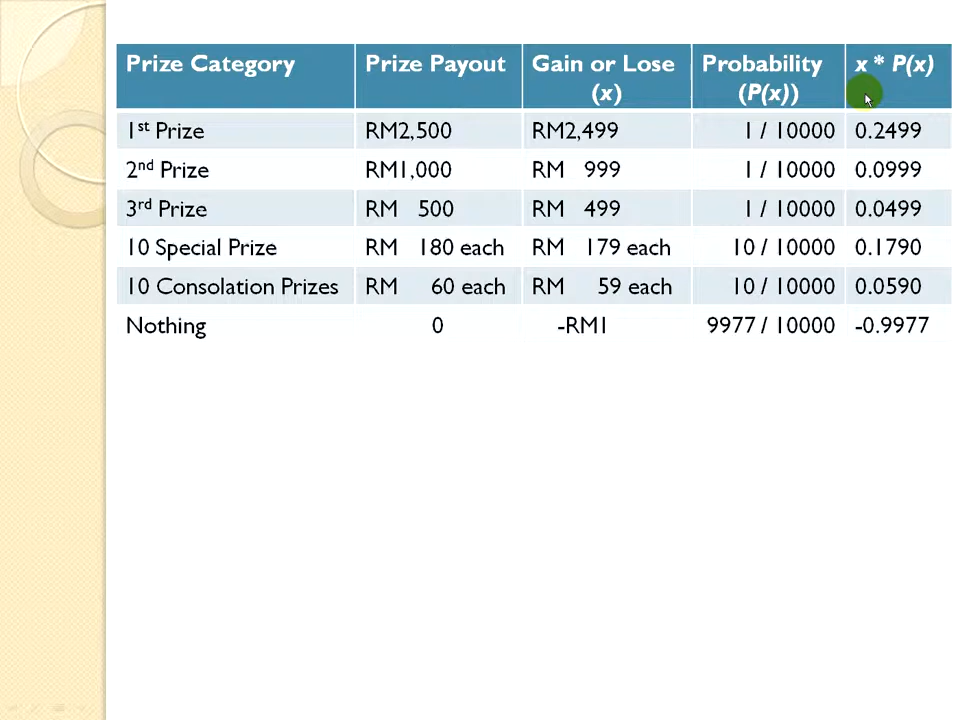 Prize Category Prize Payout Gain or Lose (x) Probability (P(x)) x * P(x)
1st Prize RM2,500 RM2,499 1 / 10000 0.2499
2nd Prize RM1,000 RM 999 1 / 10000 0.0999
3rd Prize RM 500 RM 499 1 / 10000 0.0499
10 Special Prize RM 180 each RM 179 each 10 / 10000 0.1790
10 Consolation Prizes RM 60 each RM 59 each 10 / 10000 0.0590
Nothing 0 -RM1 9977 / 10000 -0.9977